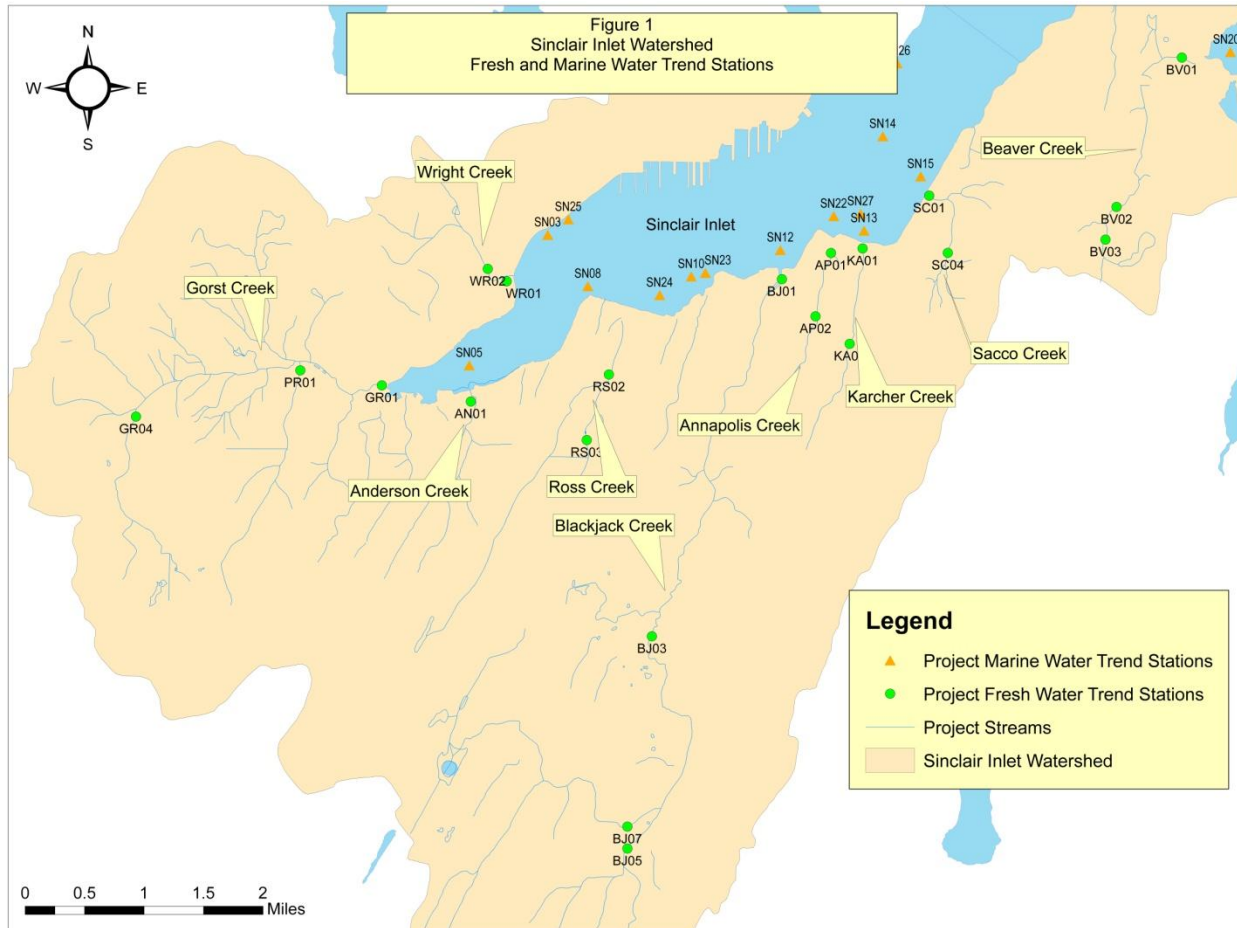 Figure 1
Sinclair Inlet Watershed
Fresh and Marine Water Trend Stations
N
W
E
S
26
SN20
BV01
SN14
Beaver Creek
Wright Creek
SN15
SC01
BV02
SN25
SN03
SN22
SN27
SN13
Sinclair Inlet
BV03
SN12
AP01
KA01
SC04
WR02
WR01
SN08
SN10
SN23
SN24
BJ01
Gorst Creek
AP02
KA0
Sacco Creek
SN05
PR01
GR01
RS02
Karcher Creek
AN01
GR04
Annapolis Creek
RS03
Anderson Creek
Ross Creek
Blackjack Creek
BJ03
BJ07
BJ05
Legend
Project Marine Water Trend Stations
Project Fresh Water Trend Stations
Project Streams
Sinclair Inlet Watershed
0 0.5 1 1.5 2
Miles